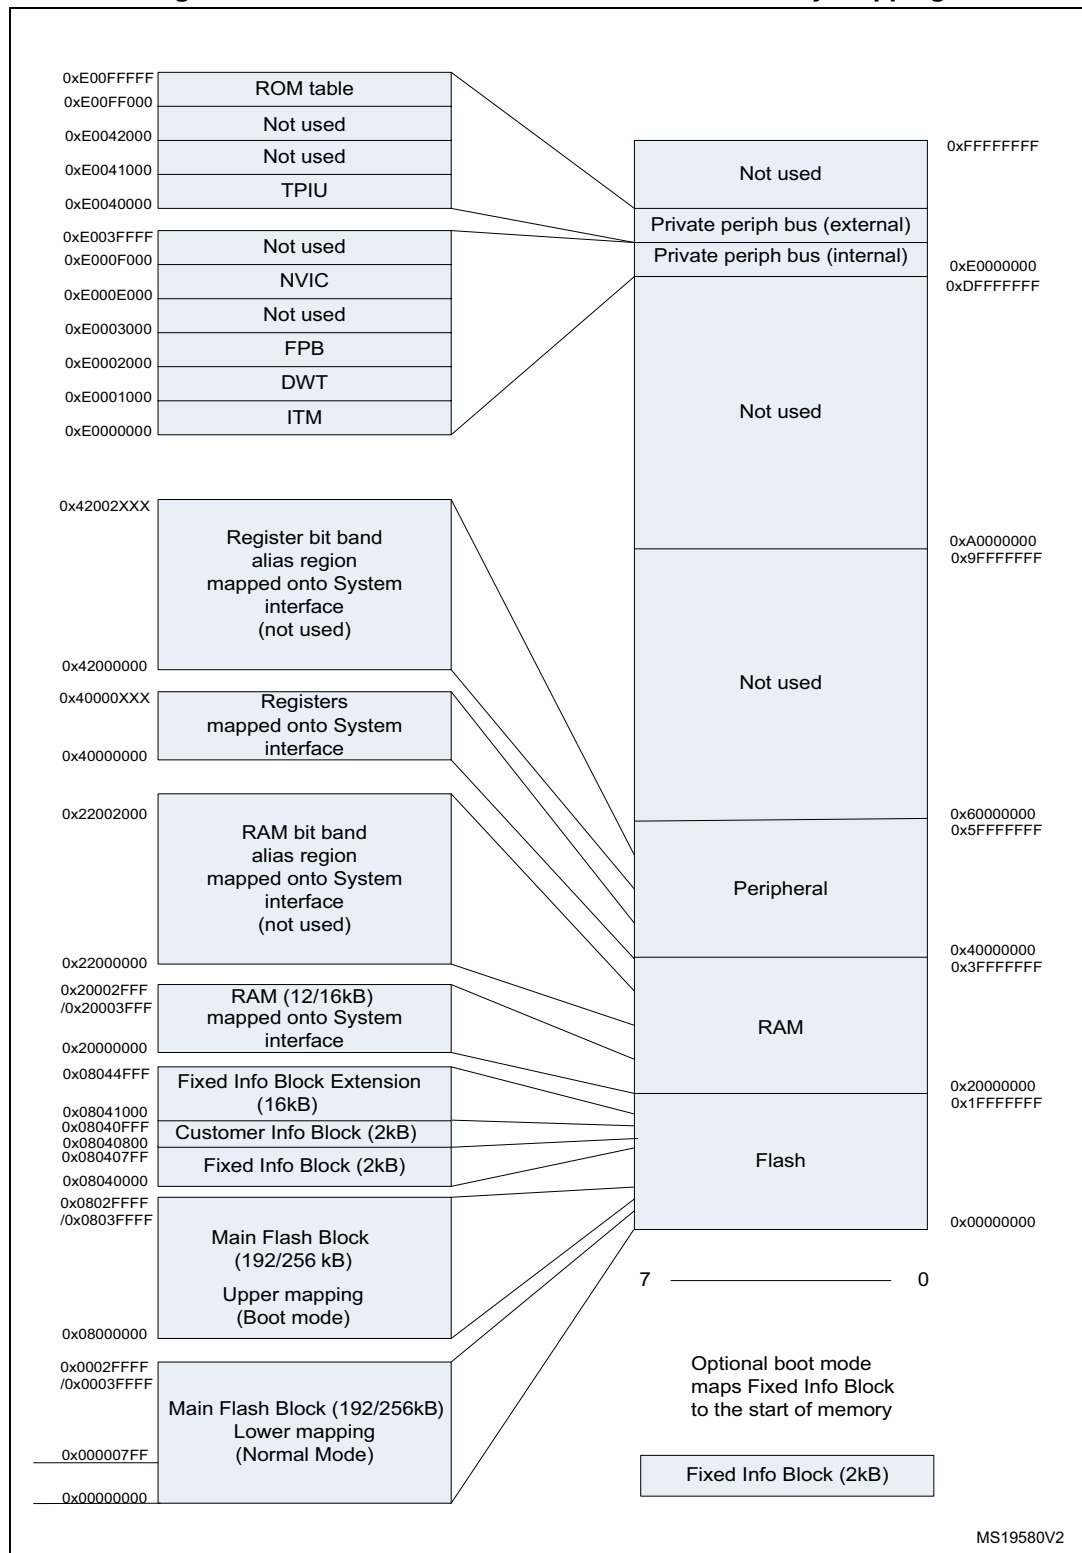 0xE00FFFFF
ROM table
0xE00FF000
Not used
0xE0042000
Not used
0xE0041000
TPIU
0xE0040000
0xE003FFFF
Not used
0xE000F000
NVIC
0xE000E000
Not used
0xE0003000
FPB
0xE0002000
DWT
0xE0001000
ITM
0xE0000000
0x42002XXX
Register bit band
alias region
mapped onto System
interface
(not used)
0x42000000
0x40000XXX
Registers
mapped onto System
interface
0x40000000
0x22002000
RAM bit band
alias region
mapped onto System
interface
(not used)
0x22000000
0x20002FFF
/0x20003FFF
RAM (12/16kB)
mapped onto System
interface
0x20000000
0x08044FFF
Fixed Info Block Extension
(16kB)
0x08041000
0x08040FFF
Customer Info Block (2kB)
0x08040800
0x080407FF
Fixed Info Block (2kB)
0x08040000
0x0802FFFF
/0x0803FFFF
Main Flash Block
(192/256 kB)
Upper mapping
(Boot mode)
0x08000000
0x0002FFFF
/0x0003FFFF
Main Flash Block (192/256kB)
Lower mapping
(Normal Mode)
0x000007FF
0x00000000
0xFFFFFFFF
Not used
Private periph bus (external)
Private periph bus (internal)
0xE0000000
0xDFFFFFFF
Not used
0xA0000000
0x9FFFFFFF
Not used
0x60000000
0x5FFFFFFF
Peripheral
0x40000000
0x3FFFFFFF
RAM
0x20000000
0x1FFFFFFF
Flash
0x00000000
7 0
Optional boot mode
maps Fixed Info Block
to the start of memory
Fixed Info Block (2kB)
MS19580V2